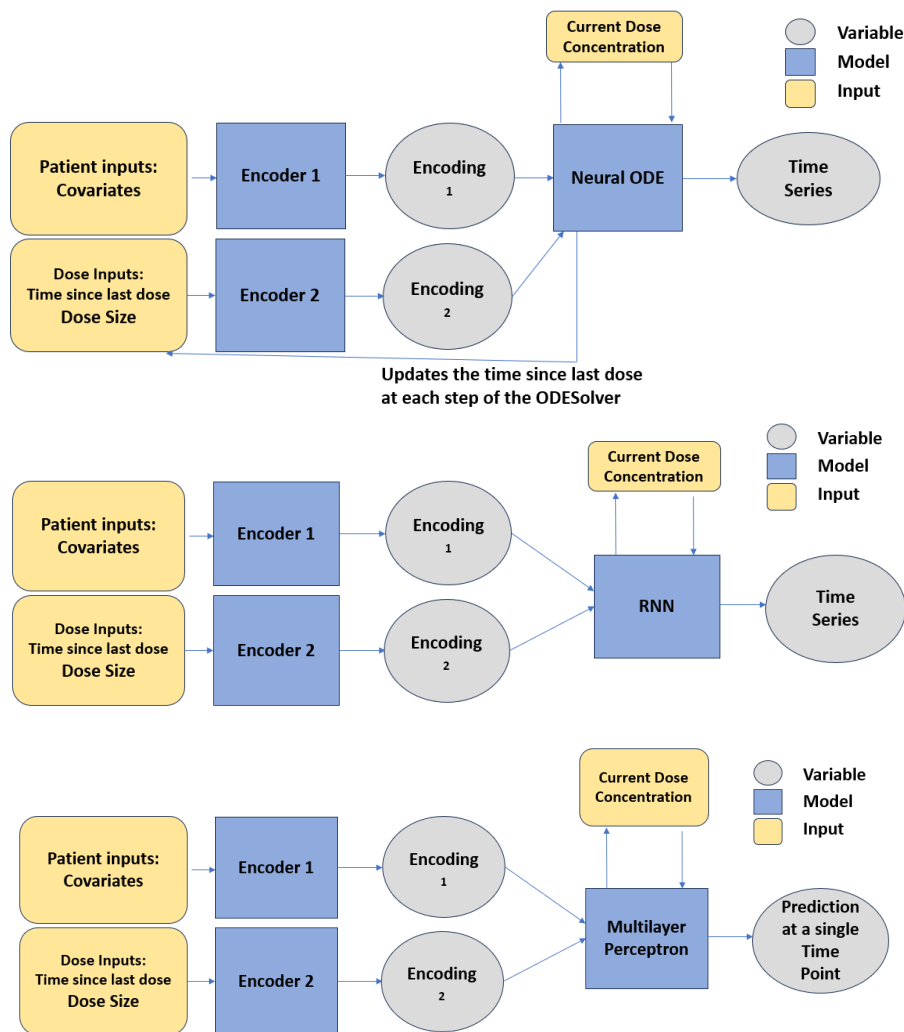 Current Dose
Concentration
Variable
Model
Input
Patient inputs:
Covariates
Encoder 1
Encoding
1
Neural ODE
Time
Series
Dose Inputs:
Time since last dose
Dose Size
Encoder 2
Encoding
2
Updates the time since last dose
at each step of the ODESolver
Current Dose
Concentration
Variable
Model
Input
Patient inputs:
Covariates
Encoder 1
Encoding
1
RNN
Time
Series
Dose Inputs:
Time since last dose
Dose Size
Encoder 2
Encoding
2
Current Dose
Concentration
Variable
Model
Input
Patient inputs:
Covariates
Encoder 1
Encoding
1
Multilayer
Perceptron
Prediction
at a single
Time
Point
Dose Inputs:
Time since last dose
Dose Size
Encoder 2
Encoding
2